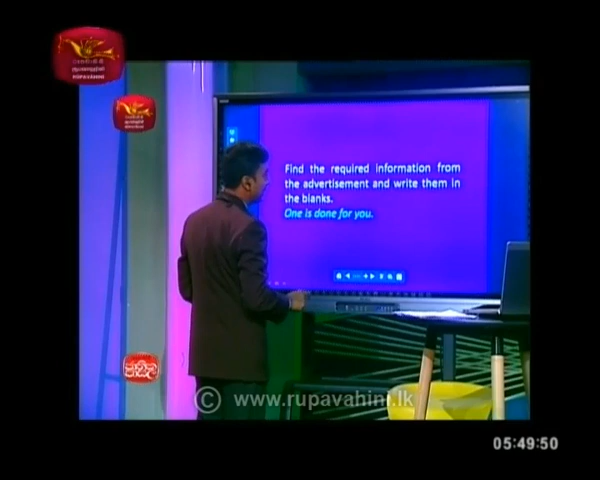 RUPAVAHINI
Find the required information from
the advertisement and write them in
the blanks.
One is done for you.
© www.rupavahini.lk
05:49:50